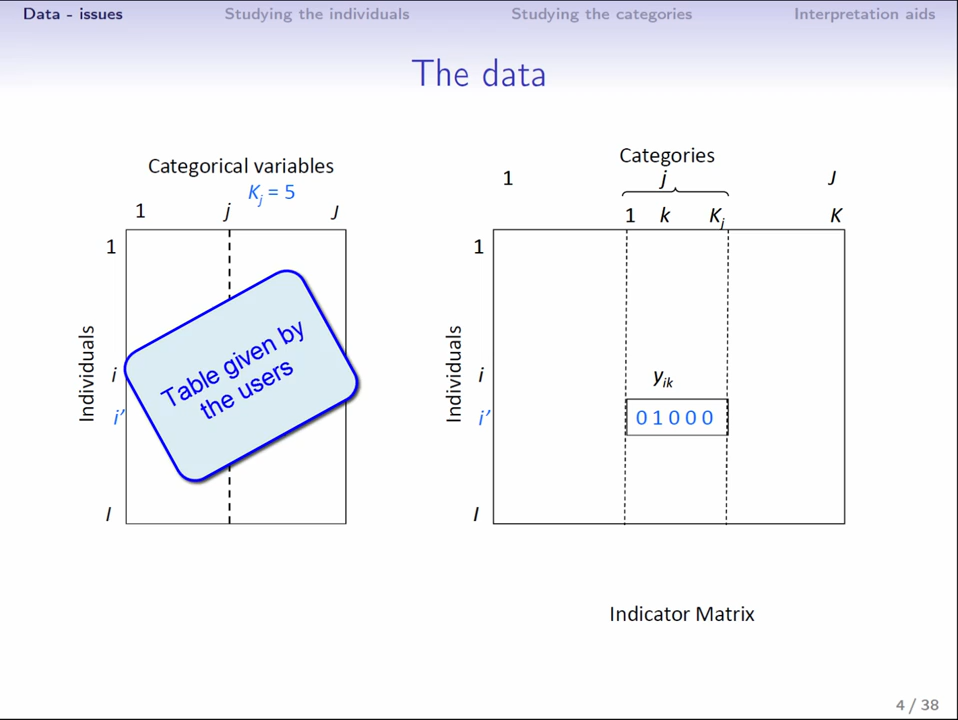 Data - issues Studying the individuals Studying the categories Interpretation aids
The data
Categorical variables
K_j = 5
1 j J
1
Individuals
i
i'
I
Table given by
the users
Categories
1 j J
1 k K_j K
1
Individuals
i
y_ik
i'
0 1 0 0 0
I
Indicator Matrix
4 / 38